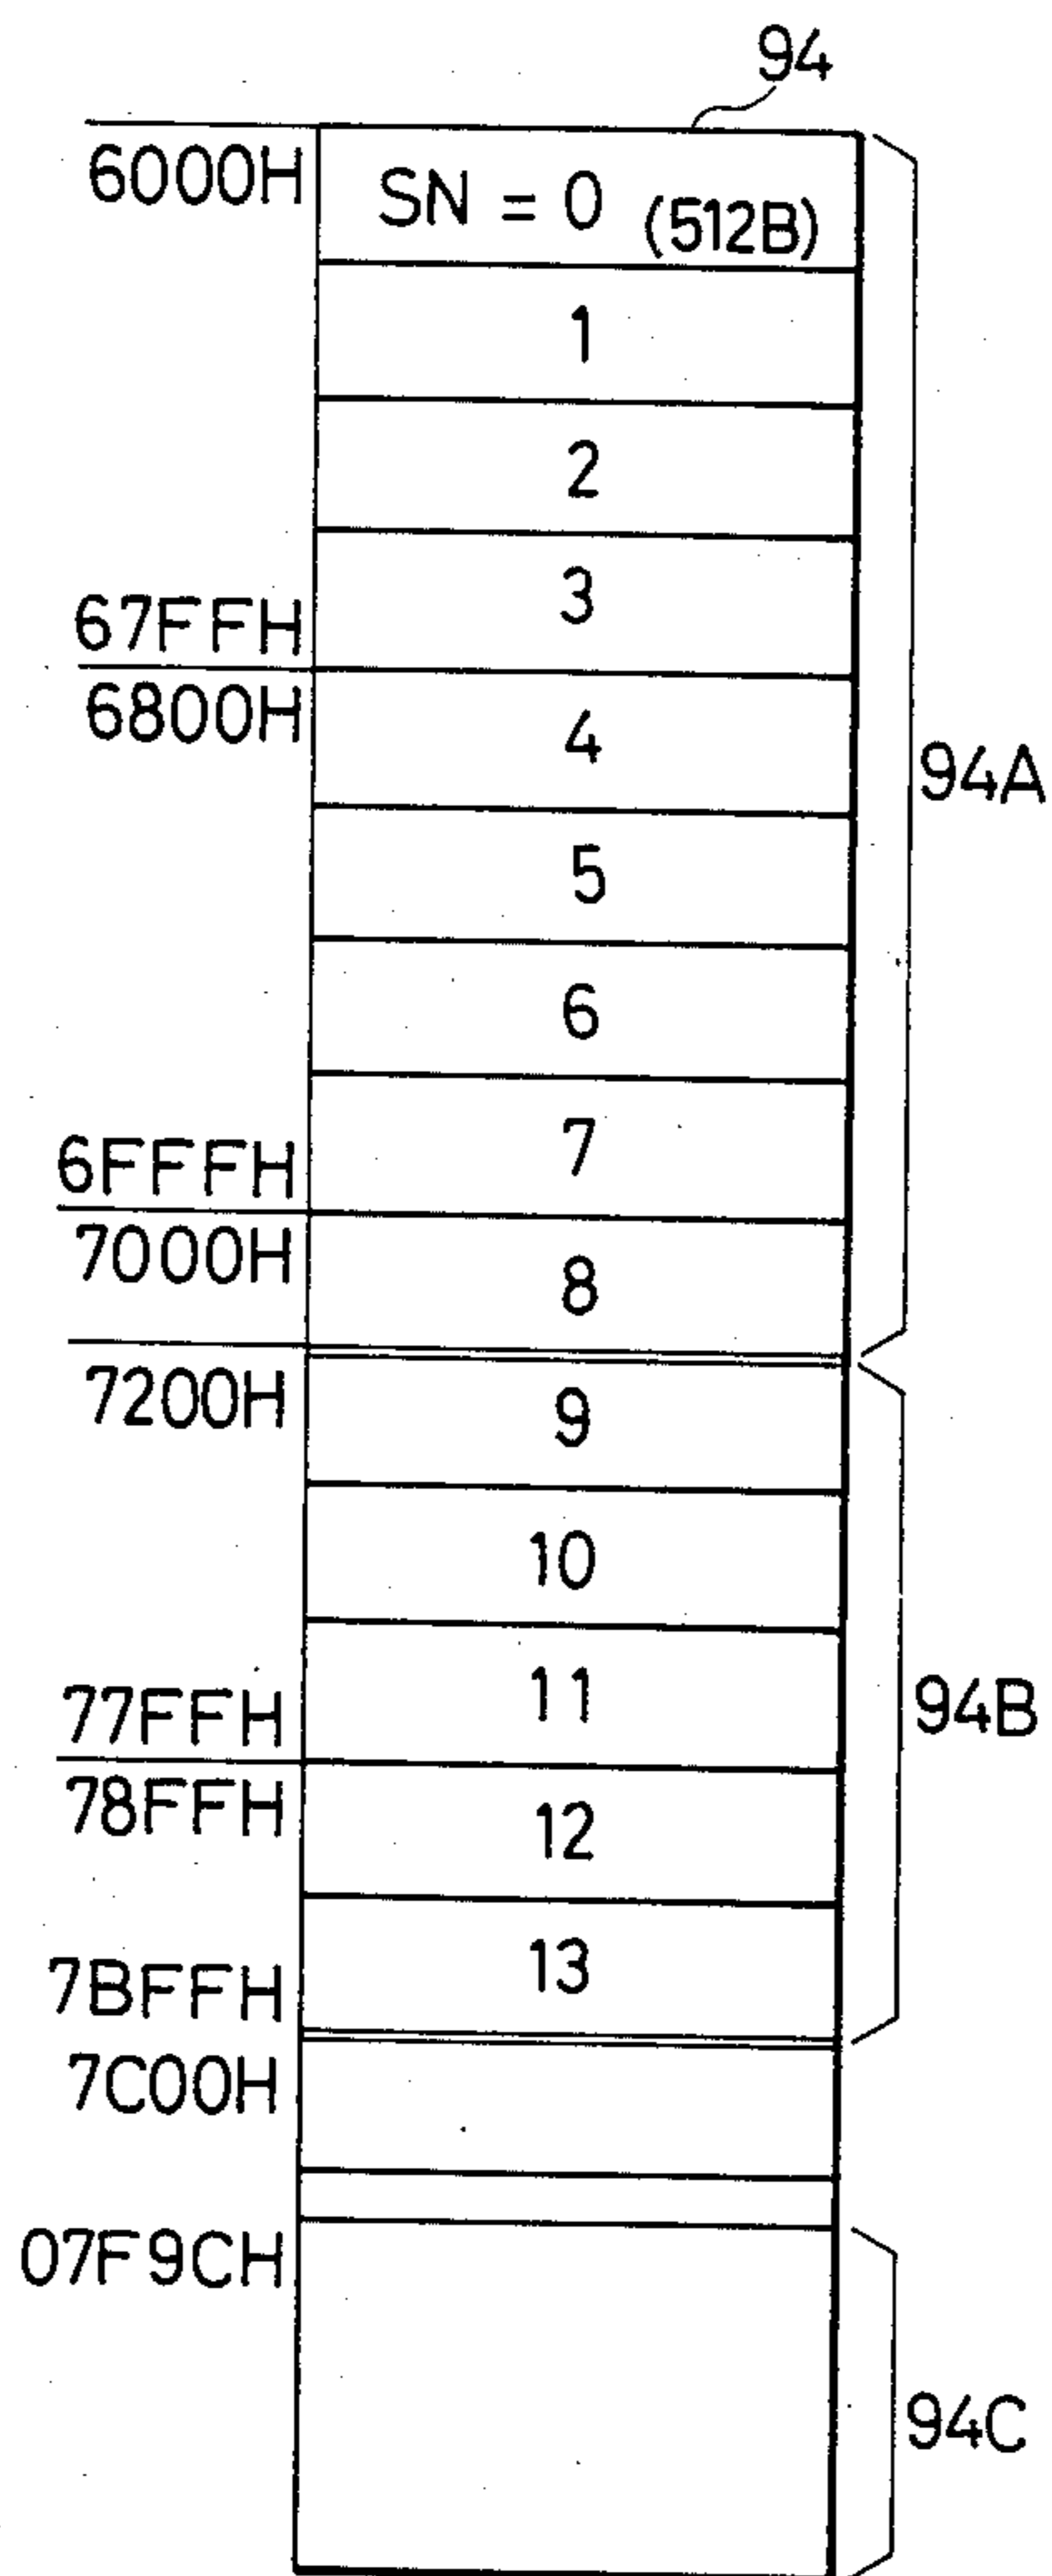 94
6000H
SN = 0 (512B)
1
2
3
67FFH
6800H
4
94A
5
6
7
6FFFH
7000H
8
7200H
9
10
11
77FFH
94B
78FFH
12
13
7BFFH
7C00H
07F9CH
94C